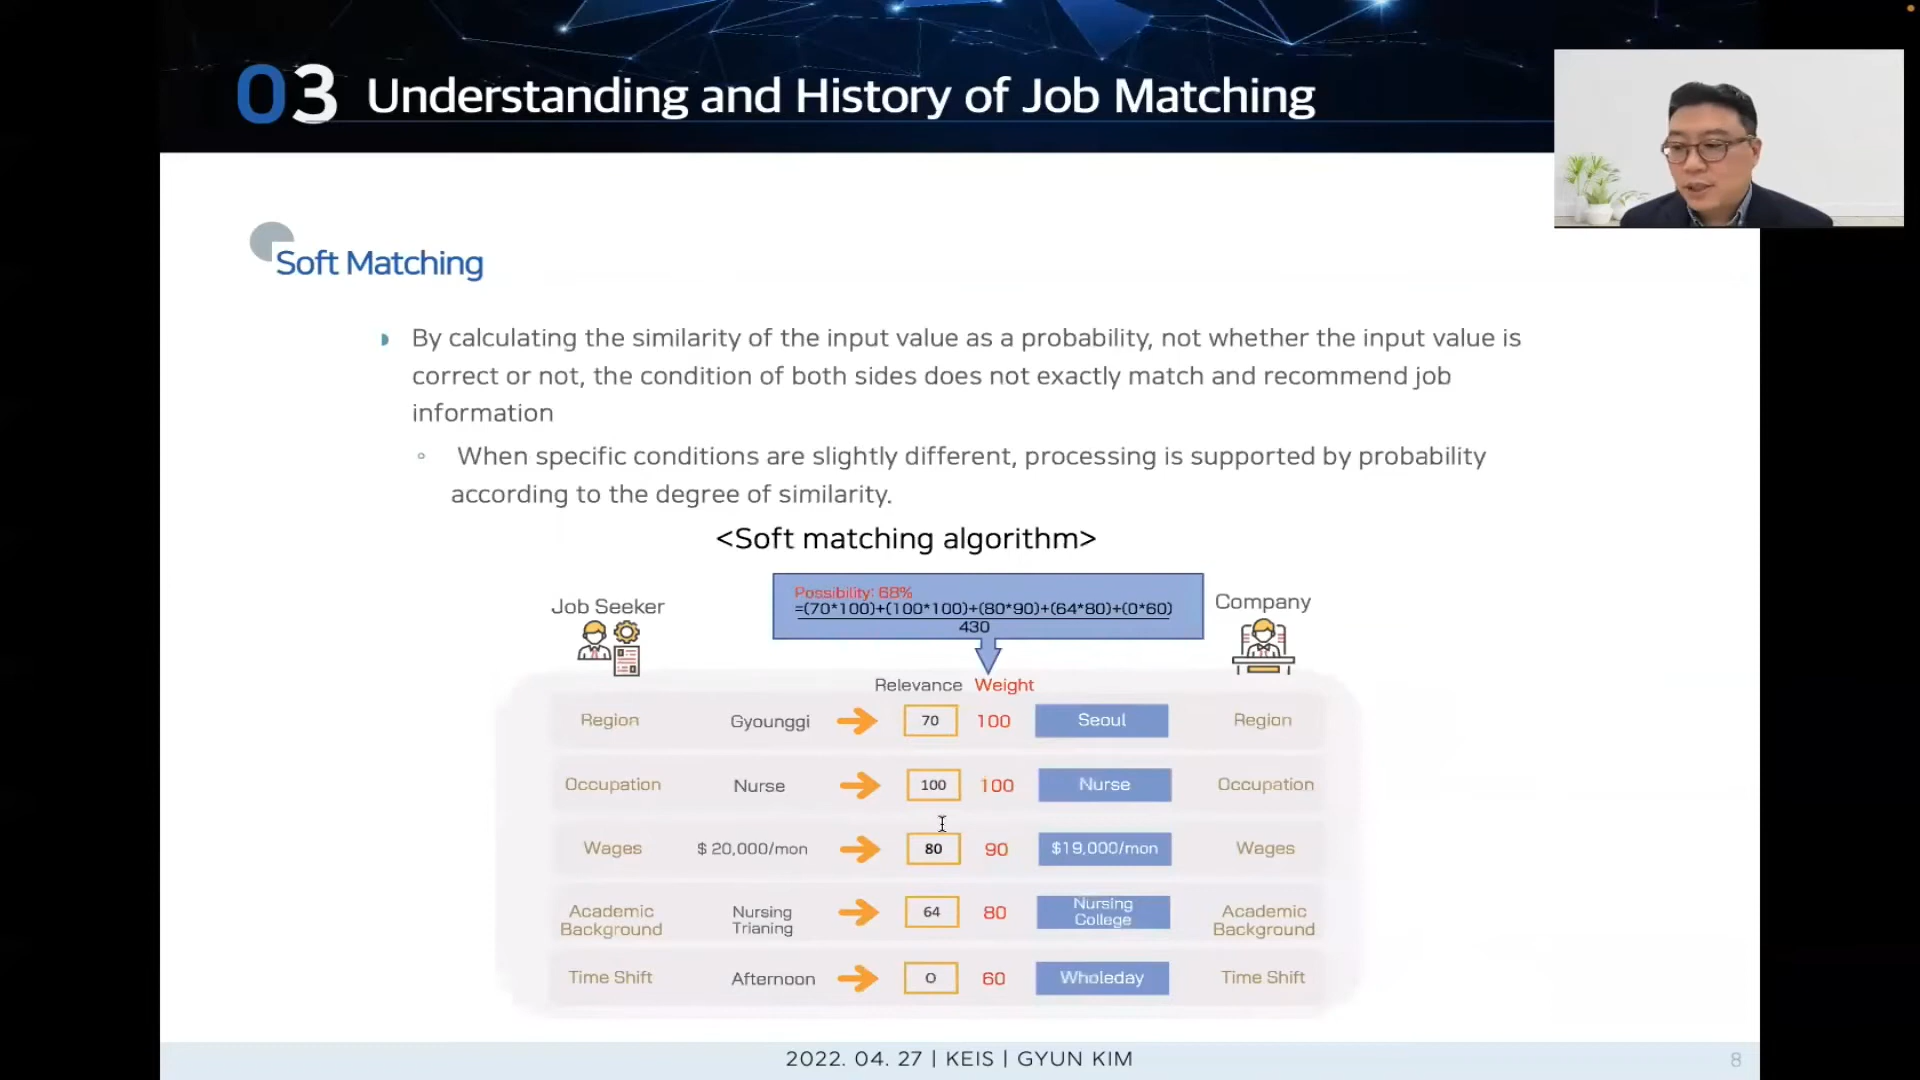 03 Understanding and History of Job Matching
Soft Matching
By calculating the similarity of the input value as a probability, not whether the input value is
correct or not, the condition of both sides does not exactly match and recommend job
information
When specific conditions are slightly different, processing is supported by probability
according to the degree of similarity.
<Soft matching algorithm>
Possibility: 68%
=(70*100)+(100*100)+(80*90)+(64*80)+(0*60)
430
Job Seeker
Company
Relevance Weight
Region Gyounggi 70 100 Seoul Region
Occupation Nurse 100 100 Nurse Occupation
Wages $ 20,000/mon 80 90 $19,000/mon Wages
Academic Background Nursing Trianing 64 80 Nursing College Academic Background
Time Shift Afternoon 0 60 Wholeday Time Shift
2022. 04. 27 | KEIS | GYUN KIM
8